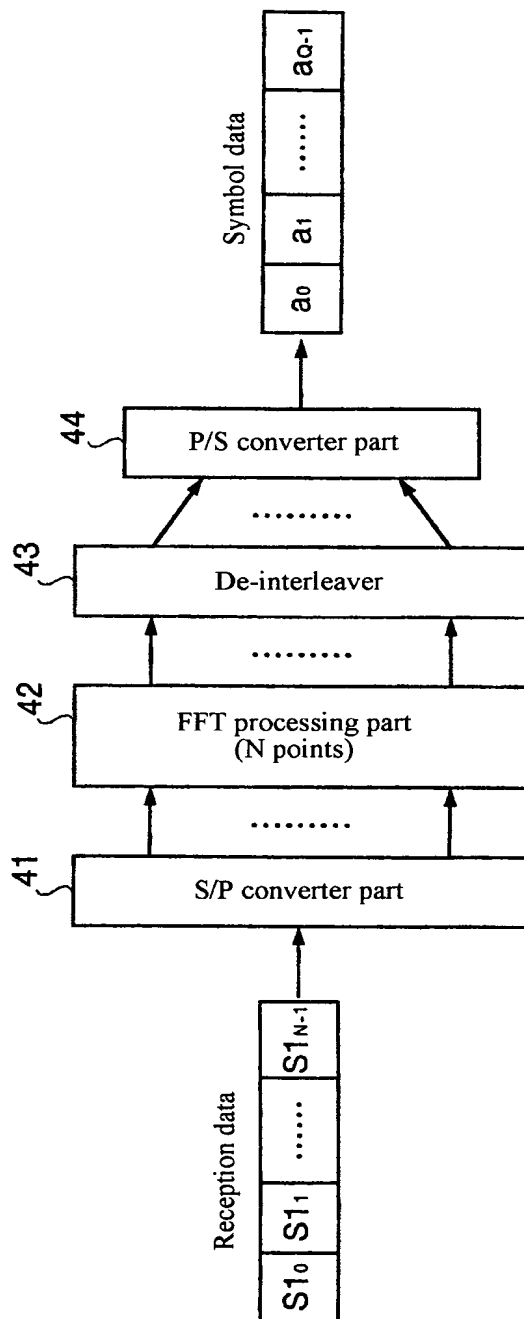 Reception data
S1₀ S1₁ ...... S1N-1
41
S/P converter part
.........
42
FFT processing part
(N points)
.........
43
De-interleaver
.........
44
P/S converter part
Symbol data
a₀ a₁ ...... aQ-1